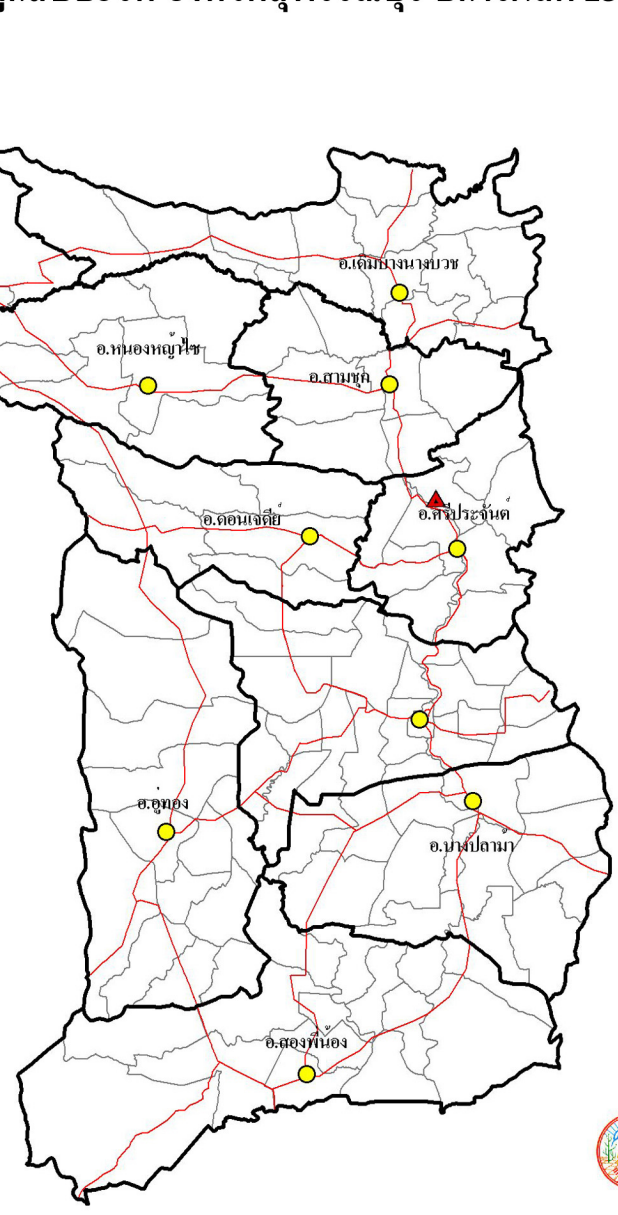 อ.เดิมบางนางบวช
อ.หนองหญ้าไซ
อ.สามชุก
อ.ดอนเจดีย์
อ.ศรีประจันต์
อ.อู่ทอง
อ.บางปลาม้า
อ.สองพี่น้อง